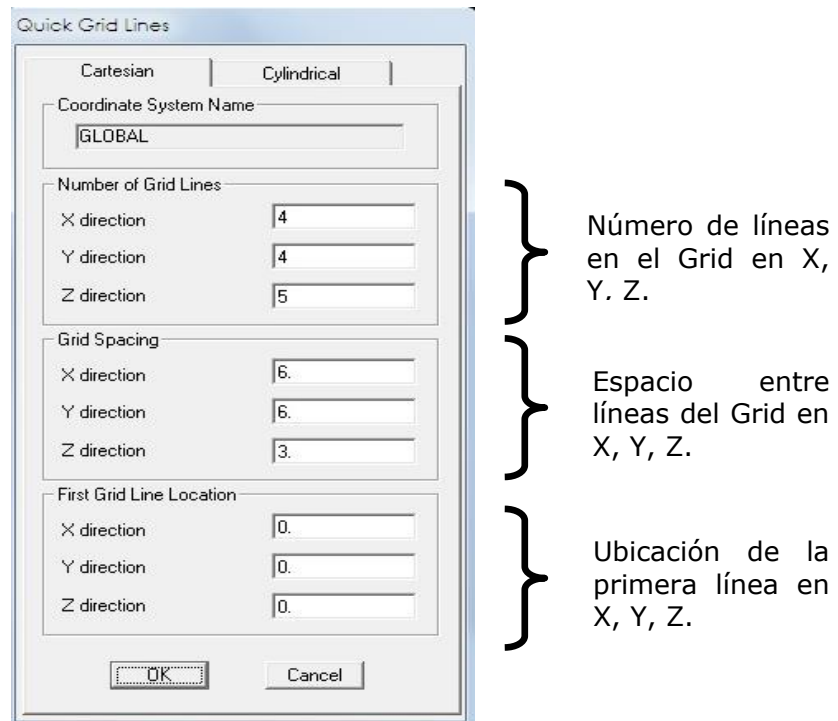 Quick Grid Lines
Cartesian
Cylindrical
Coordinate System Name
GLOBAL
Number of Grid Lines
X direction 4
Y direction 4
Z direction 5
Número de líneas
en el Grid en X,
Y. Z.
Grid Spacing
X direction 6.
Y direction 6.
Z direction 3.
Espacio entre
líneas del Grid en
X, Y, Z.
First Grid Line Location
X direction 0.
Y direction 0.
Z direction 0.
Ubicación de la
primera línea en
X, Y, Z.
OK
Cancel